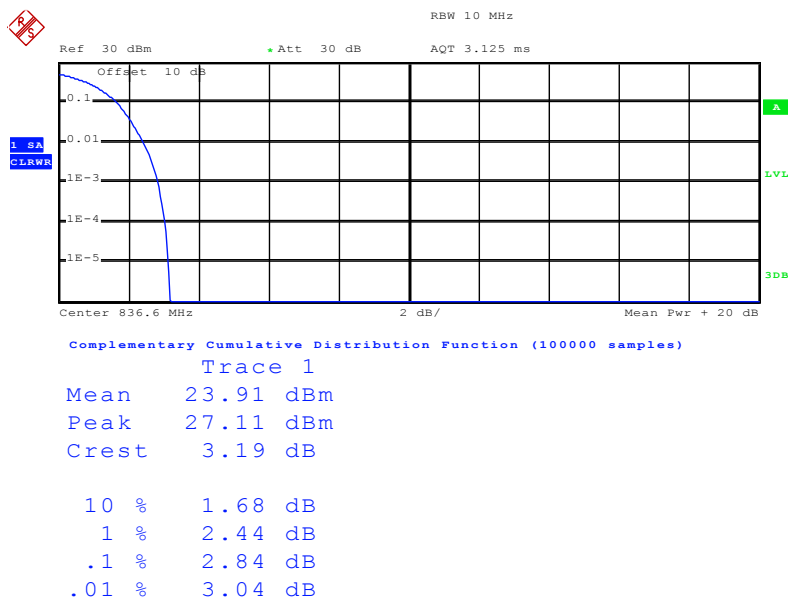 RBW 10 MHz
R&S
Ref 30 dBm * Att 30 dB AQT 3.125 ms
Offset 10 dB
0.1
A
0.01
1 SA
CLRWR
1E-3
LVL
1E-4
1E-5
3DB
Center 836.6 MHz 2 dB/ Mean Pwr + 20 dB
Complementary Cumulative Distribution Function (100000 samples)
Trace 1
Mean 23.91 dBm
Peak 27.11 dBm
Crest 3.19 dB
10 % 1.68 dB
1 % 2.44 dB
.1 % 2.84 dB
.01 % 3.04 dB